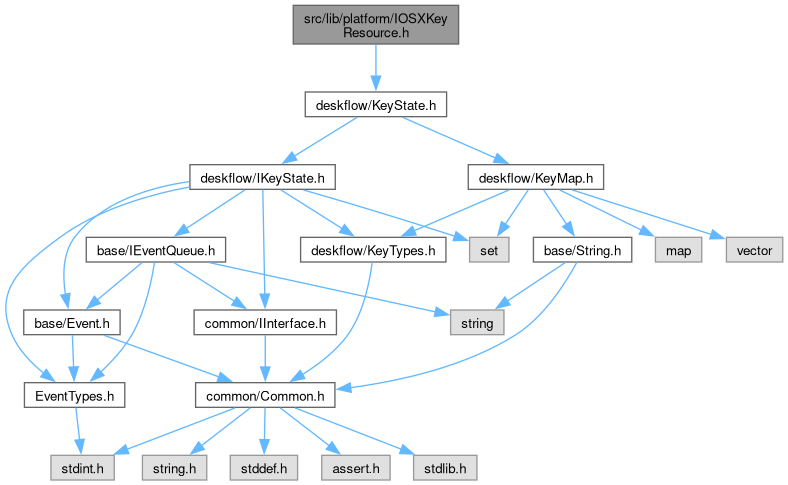 src/lib/platform/IOSXKey
Resource.h
deskflow/KeyState.h
deskflow/IKeyState.h
deskflow/KeyMap.h
base/IEventQueue.h
deskflow/KeyTypes.h
set
base/String.h
map
vector
base/Event.h
common/IInterface.h
string
EventTypes.h
common/Common.h
stdint.h
string.h
stddef.h
assert.h
stdlib.h